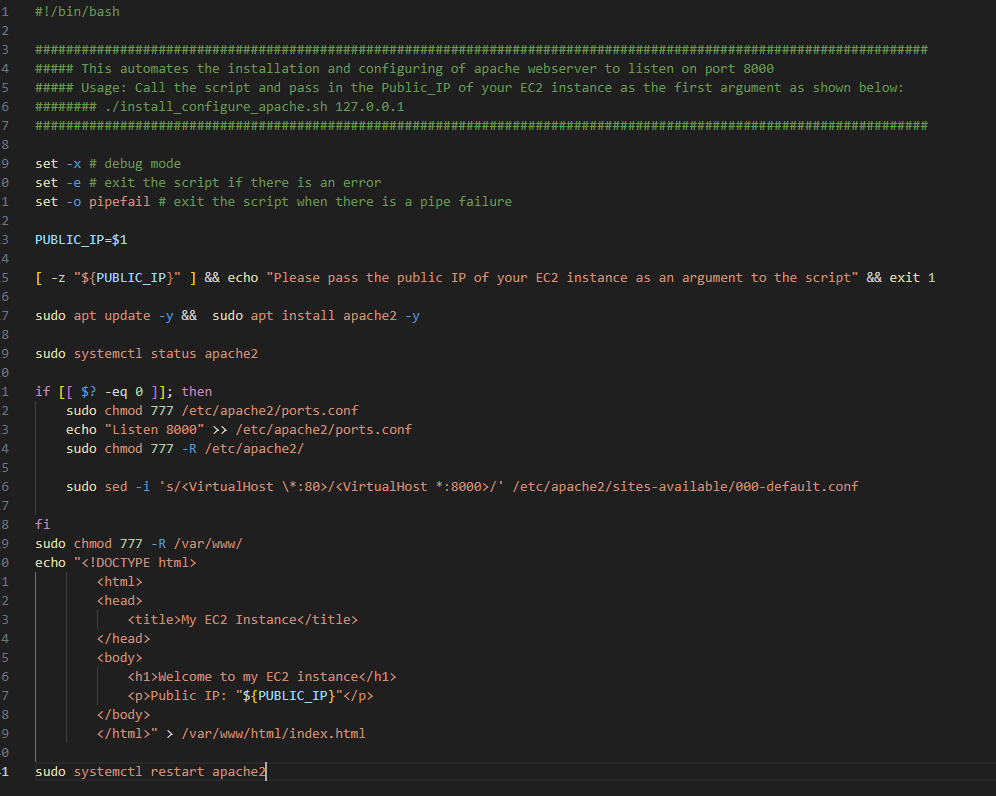 1 #!/bin/bash
2
3 ####################################################################################################################
4 ##### This automates the installation and configuring of apache webserver to listen on port 8000
5 ##### Usage: Call the script and pass in the Public_IP of your EC2 instance as the first argument as shown below:
6 ######## ./install_configure_apache.sh 127.0.0.1
7 ####################################################################################################################
8
9 set -x # debug mode
0 set -e # exit the script if there is an error
1 set -o pipefail # exit the script when there is a pipe failure
2
3 PUBLIC_IP=$1
4
5 [ -z "${PUBLIC_IP}" ] && echo "Please pass the public IP of your EC2 instance as an argument to the script" && exit 1
6
7 sudo apt update -y &&  sudo apt install apache2 -y
8
9 sudo systemctl status apache2
0
1 if [[ $? -eq 0 ]]; then
2     sudo chmod 777 /etc/apache2/ports.conf
3     echo "Listen 8000" >> /etc/apache2/ports.conf
4     sudo chmod 777 -R /etc/apache2/
5
6     sudo sed -i 's/<VirtualHost \*:80>/<VirtualHost *:8000>/' /etc/apache2/sites-available/000-default.conf
7
8 fi
9 sudo chmod 777 -R /var/www/
0 echo "<!DOCTYPE html>
1         <html>
2         <head>
3             <title>My EC2 Instance</title>
4         </head>
5         <body>
6             <h1>Welcome to my EC2 instance</h1>
7             <p>Public IP: "${PUBLIC_IP}"</p>
8         </body>
9         </html>" > /var/www/html/index.html
0
1 sudo systemctl restart apache2